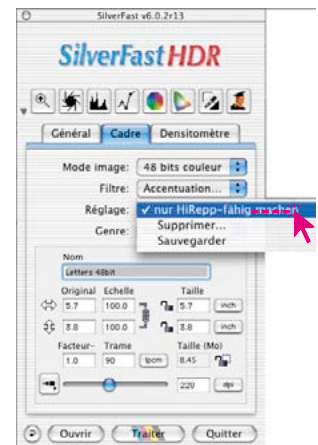 SilverFast v6.0.2r13
SilverFast HDR
Général Cadre Densitomètre
Mode image: 48 bits couleur
Filtre: Accentuation...
Réglage: ✓ nur HiRepp-fähig machen
Supprimer...
Genre: Sauvegarder
Nom
Letters 48bit
Original Echelle Taille
5.7 100.0 5.7 inch
3.8 100.0 3.8 inch
Facteur- Trame Taille (Mo)
1.0 90 lpcm 8.45
220 dpi
Ouvrir Traiter Quitter